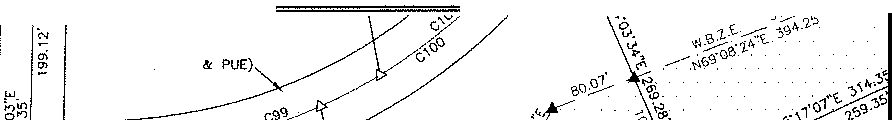 199.12'
03"E
35'
& PUE)
C99
C100
80.07'
03'34"E
269.28'
W.B.Z.E.
N69°08'24"E 394.25
17'07"E 314.35
259.35'